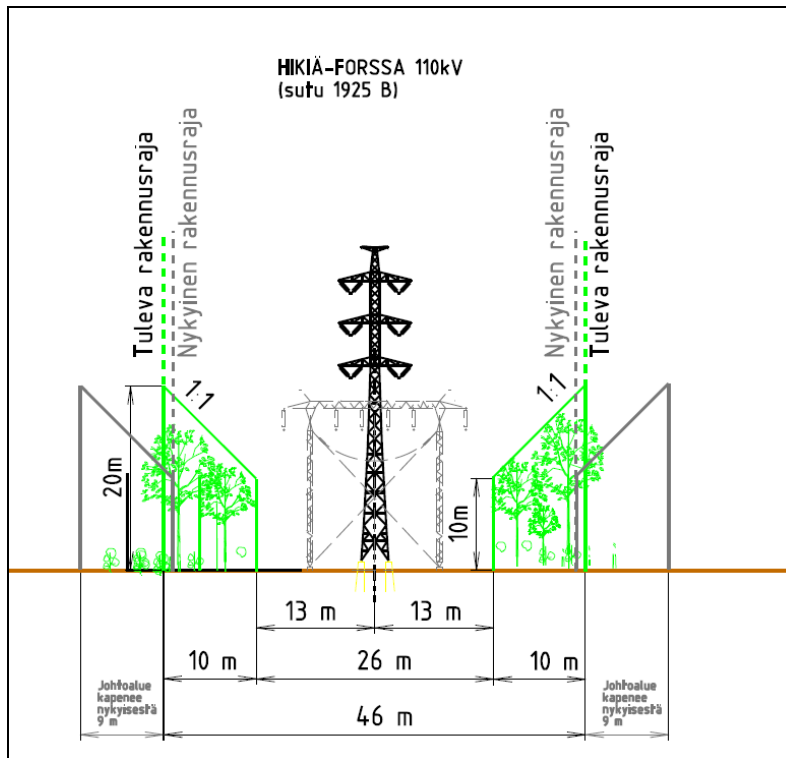 HIKIÄ-FORSSA 110kV
(sutu 1925 B)
Tuleva rakennusraja
Nykyinen rakennusraja
Nykyinen rakennusraja
Tuleva rakennusraja
1:1
1:1
20m
10m
13 m
13 m
10 m
26 m
10 m
Johtoalue
kapenee
nykyisestä
9 m
46 m
Johtoalue
kapenee
nykyisestä
9 m